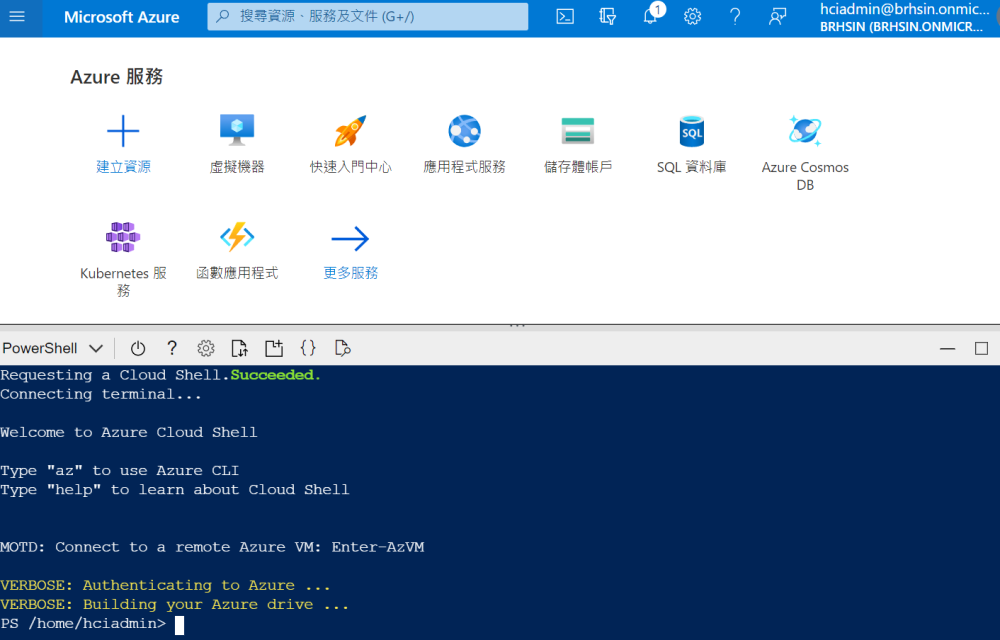 Microsoft Azure
搜尋資源、服務及文件 (G+/)
1
hciadmin@brhsin.onmic...
BRHSIN (BRHSIN.ONMICR...
Azure 服務
建立資源
虛擬機器
快速入門中心
應用程式服務
儲存體帳戶
SQL
SQL 資料庫
Azure Cosmos
DB
Kubernetes 服
務
函數應用程式
更多服務
PowerShell
Requesting a Cloud Shell.Succeeded.
Connecting terminal...
Welcome to Azure Cloud Shell
Type "az" to use Azure CLI
Type "help" to learn about Cloud Shell
MOTD: Connect to a remote Azure VM: Enter-AzVM
VERBOSE: Authenticating to Azure ...
VERBOSE: Building your Azure drive ...
PS /home/hciadmin>